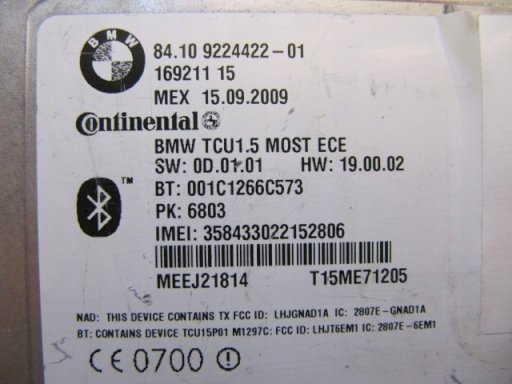 BMW
84.10 9224422-01
169211 15
MEX 15.09.2009
Continental
BMW TCU1.5 MOST ECE
SW: 0D.01.01 HW: 19.00.02
BT: 001C1266C573
PK: 6803
IMEI: 358433022152806
MEEJ21814 T15ME71205
NAD: THIS DEVICE CONTAINS TX FCC ID: LHJGNAD1A IC: 2807E-GNAD1A
BT: CONTAINS DEVICE TCU15P01 M1297C: FCC ID: LHJT6EM1 IC: 2807E-6EM1
CE 0700
TM